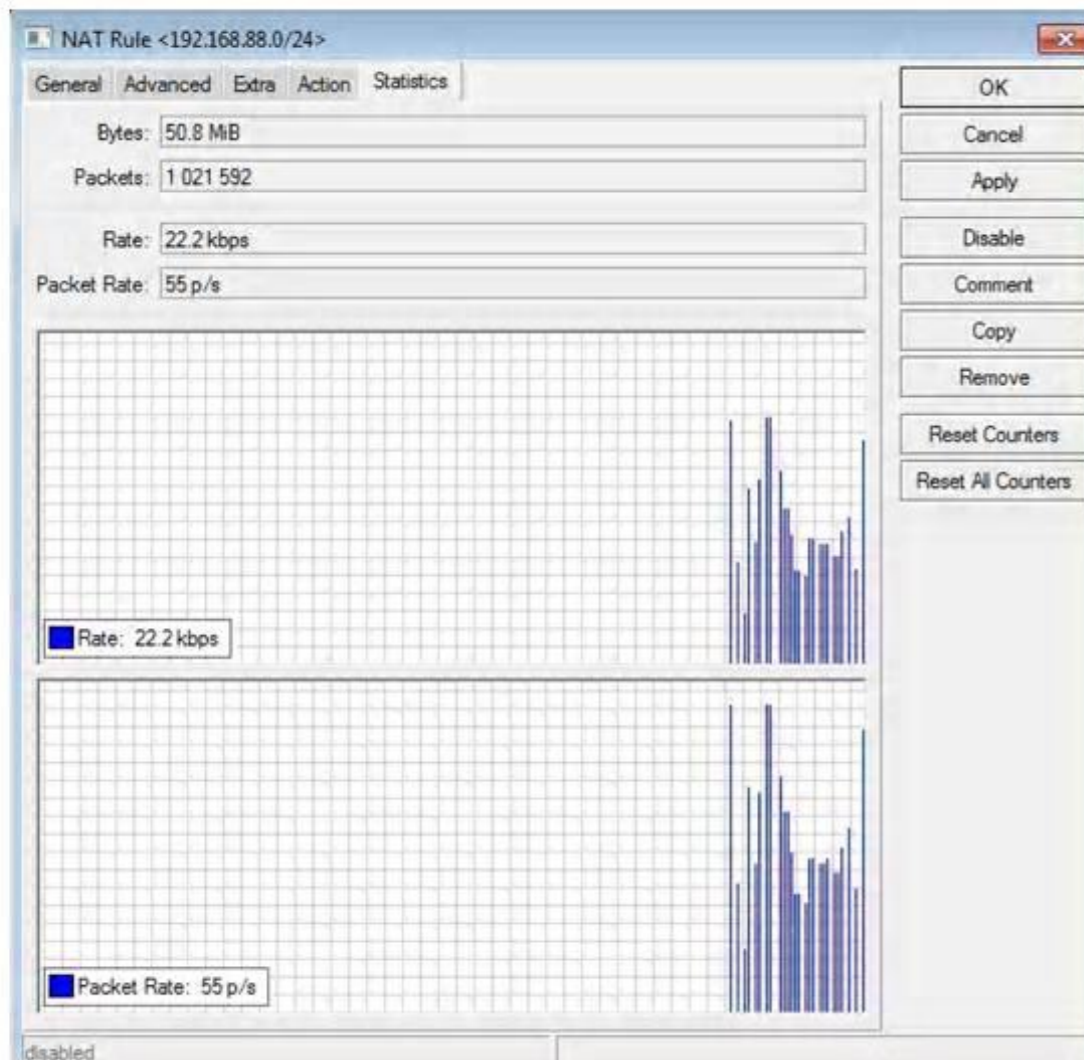 NAT Rule <192.168.88.0/24>
General Advanced Extra Action Statistics
Bytes: 50.8 MiB
Packets: 1 021 592
Rate: 22.2 kbps
Packet Rate: 55 p/s
Rate: 22.2 kbps
Packet Rate: 55 p/s
OK
Cancel
Apply
Disable
Comment
Copy
Remove
Reset Counters
Reset All Counters
disabled